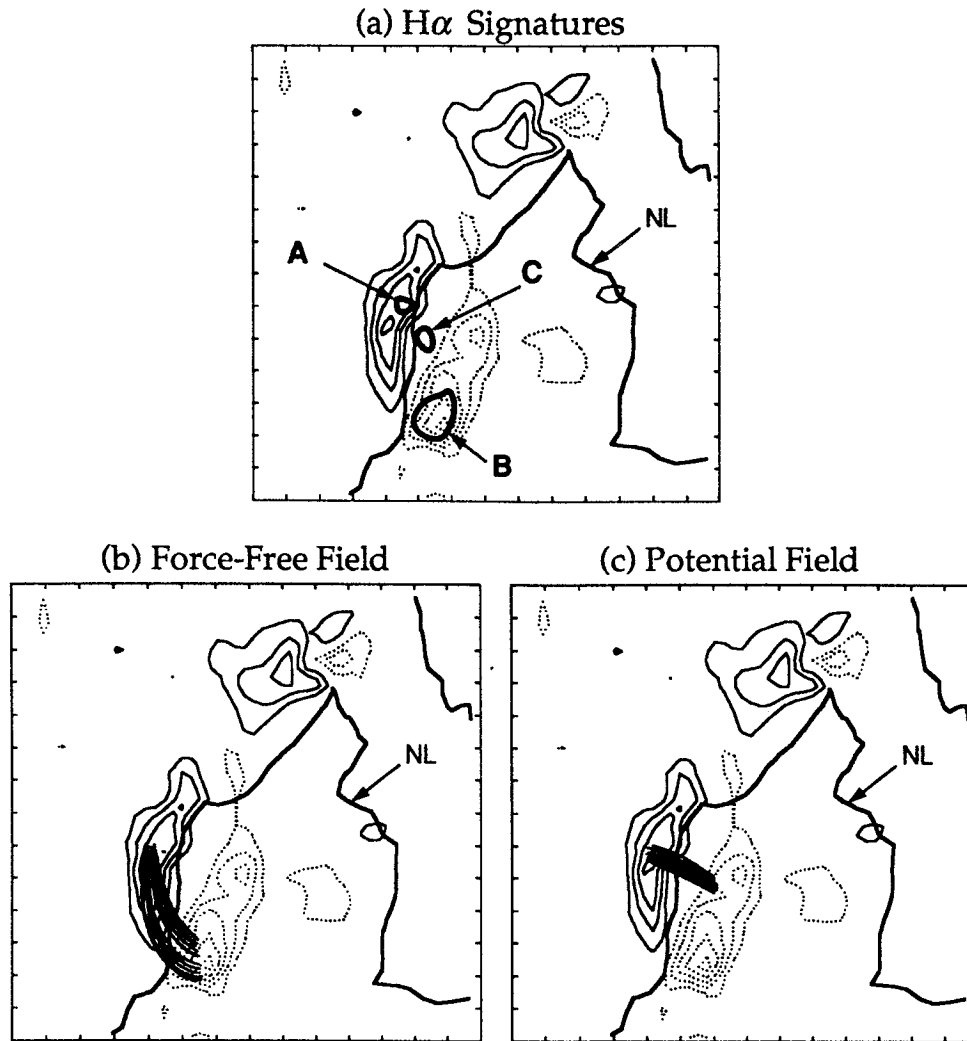 (a) Hα Signatures
NL
A
C
B
(b) Force-Free Field
(c) Potential Field
NL
NL